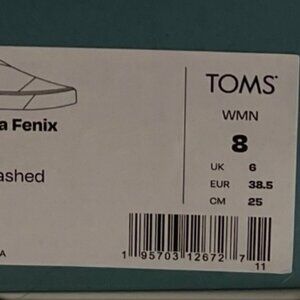 a Fenix
ashed
A
TOMS
WMN
8
UK 6
EUR 38.5
CM 25
1 95703 12672 7
11